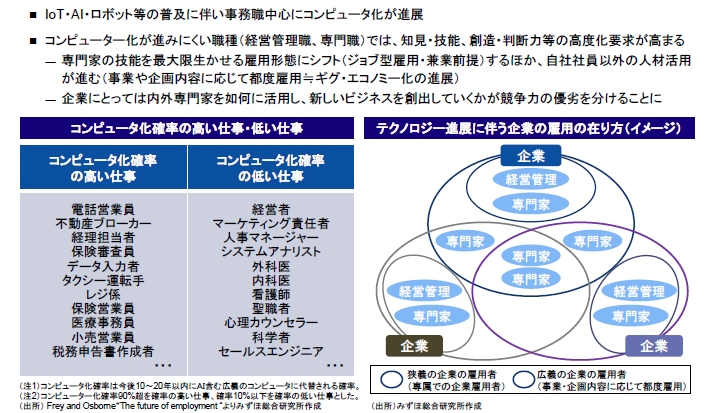 ■ IoT・AI・ロボット等の普及に伴い事務職中心にコンピュータ化が進展
■ コンピューター化が進みにくい職種（経営管理職、専門職）では、知見・技能、創造・判断力等の高度化要求が高まる
― 専門家の技能を最大限生かせる雇用形態にシフト（ジョブ型雇用・兼業前提）するほか、自社社員以外の人材活用
が進む（事業や企画内容に応じて都度雇用≒ギグ・エコノミー化の進展）
― 企業にとっては内外専門家を如何に活用し、新しいビジネスを創出していくかが競争力の優劣を分けることに
コンピュータ化確率の高い仕事・低い仕事
コンピュータ化確率
の高い仕事
コンピュータ化確率
の低い仕事
電話営業員
不動産ブローカー
経理担当者
保険審査員
データ入力者
タクシー運転手
レジ係
保険営業員
医療事務員
小売営業員
税務申告書作成者
…
経営者
マーケティング責任者
人事マネージャー
システムアナリスト
外科医
内科医
看護師
聖職者
心理カウンセラー
科学者
セールスエンジニア
…
（注1）コンピュータ化確率は今後10～20年以内にAI含む広義のコンピュータに代替される確率。
（注2）コンピュータ化確率90%超を確率の高い仕事、確率10%以下を確率の低い仕事とした。
（出所） Frey and Osborne“The future of employment”よりみずほ総合研究所作成
テクノロジー進展に伴う企業の雇用の在り方（イメージ）
企業
経営管理
専門家
専門家
専門家
専門家
専門家
経営管理
専門家
企業
経営管理
専門家
企業
狭義の企業の雇用者
（専属での企業雇用者）
広義の企業の雇用者
（事業・企画内容に応じて都度雇用）
（出所）みずほ総合研究所作成